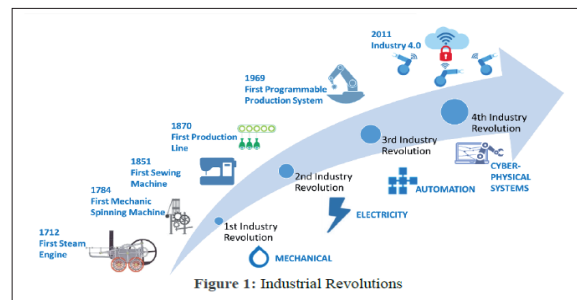 2011
Industry 4.0
1969
First Programmable
Production System
1870
First Production
Line
1851
First Sewing
Machine
1784
First Mechanic
Spinning Machine
1712
First Steam
Engine
4th Industry
Revolution
3rd Industry
Revolution
2nd Industry
Revolution
1st Industry
Revolution
CYBER-
PHYSICAL
SYSTEMS
AUTOMATION
ELECTRICITY
MECHANICAL
Figure 1: Industrial Revolutions